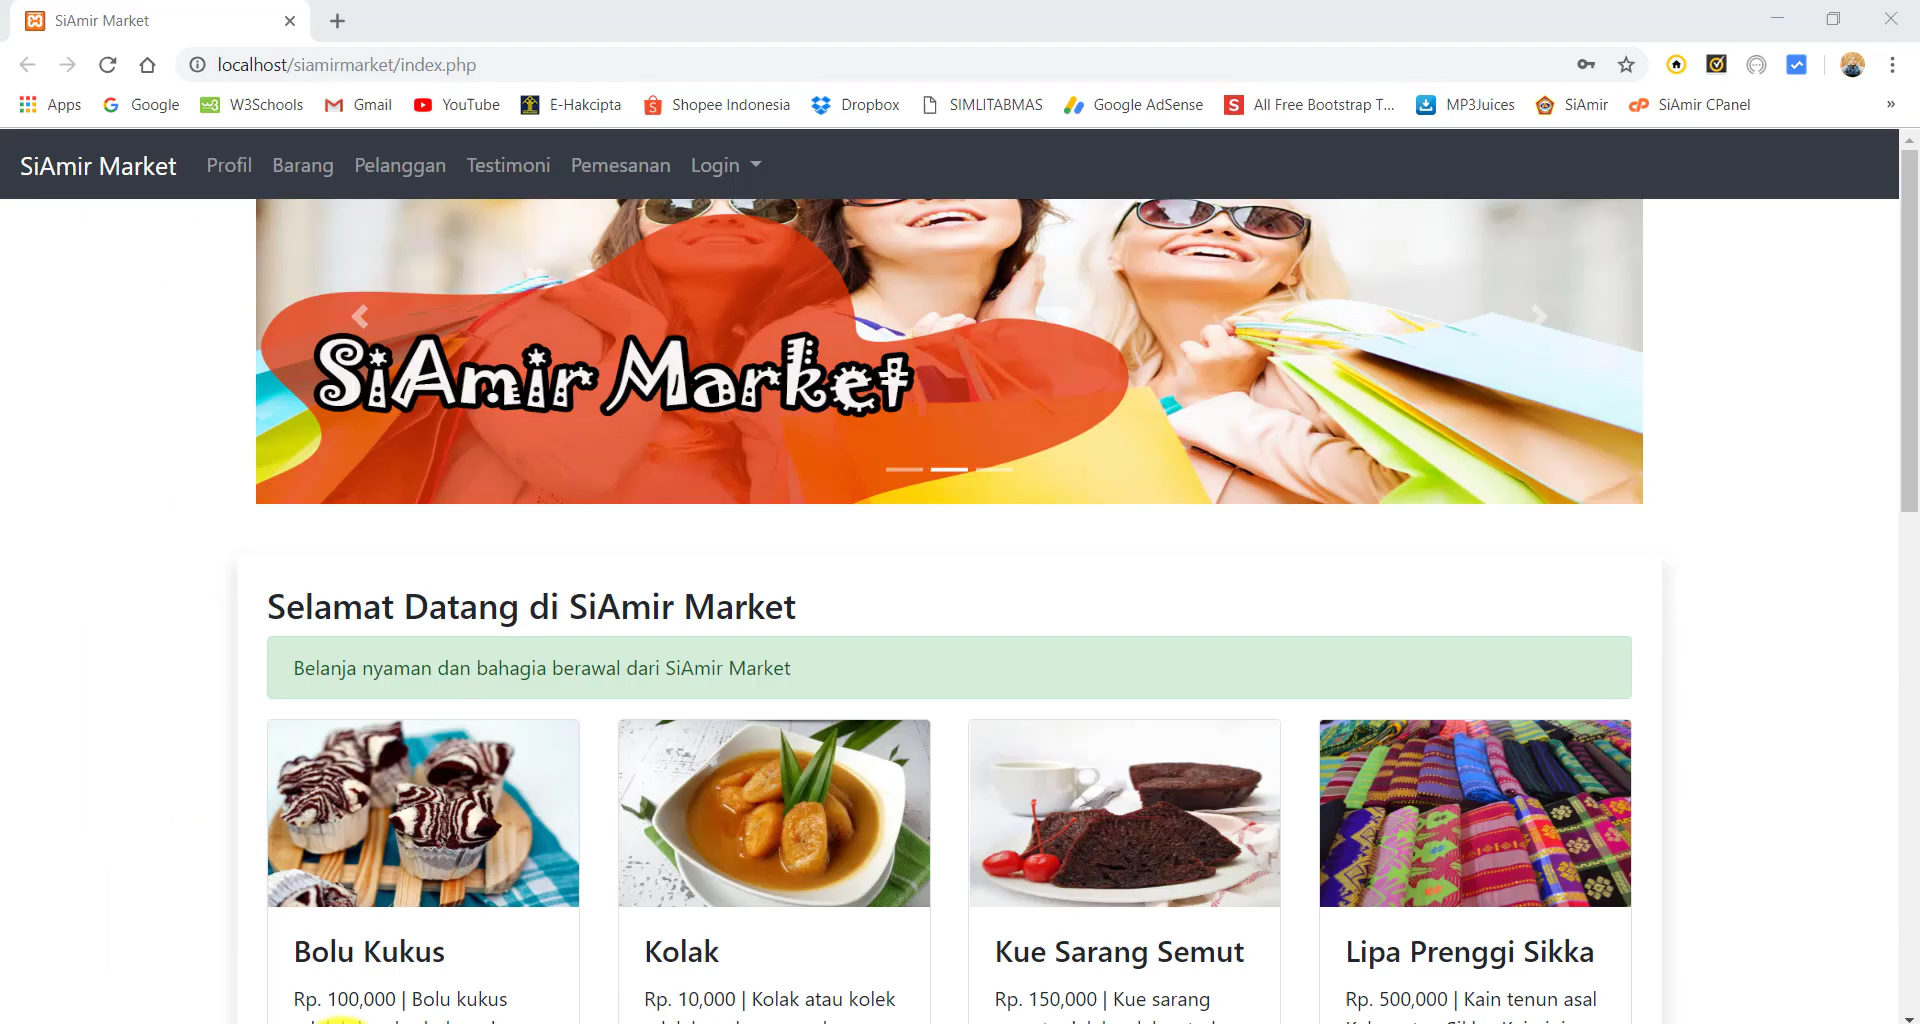 SiAmir Market
localhost/siamirmarket/index.php
Apps Google W3Schools Gmail YouTube E-Hakcipta Shopee Indonesia Dropbox SIMLITABMAS Google AdSense All Free Bootstrap T... MP3Juices SiAmir SiAmir CPanel »
SiAmir Market Profil Barang Pelanggan Testimoni Pemesanan Login
SiAmir Market
Selamat Datang di SiAmir Market
Belanja nyaman dan bahagia berawal dari SiAmir Market
Bolu Kukus
Rp. 100,000 | Bolu kukus
Kolak
Rp. 10,000 | Kolak atau kolek
Kue Sarang Semut
Rp. 150,000 | Kue sarang
Lipa Prenggi Sikka
Rp. 500,000 | Kain tenun asal